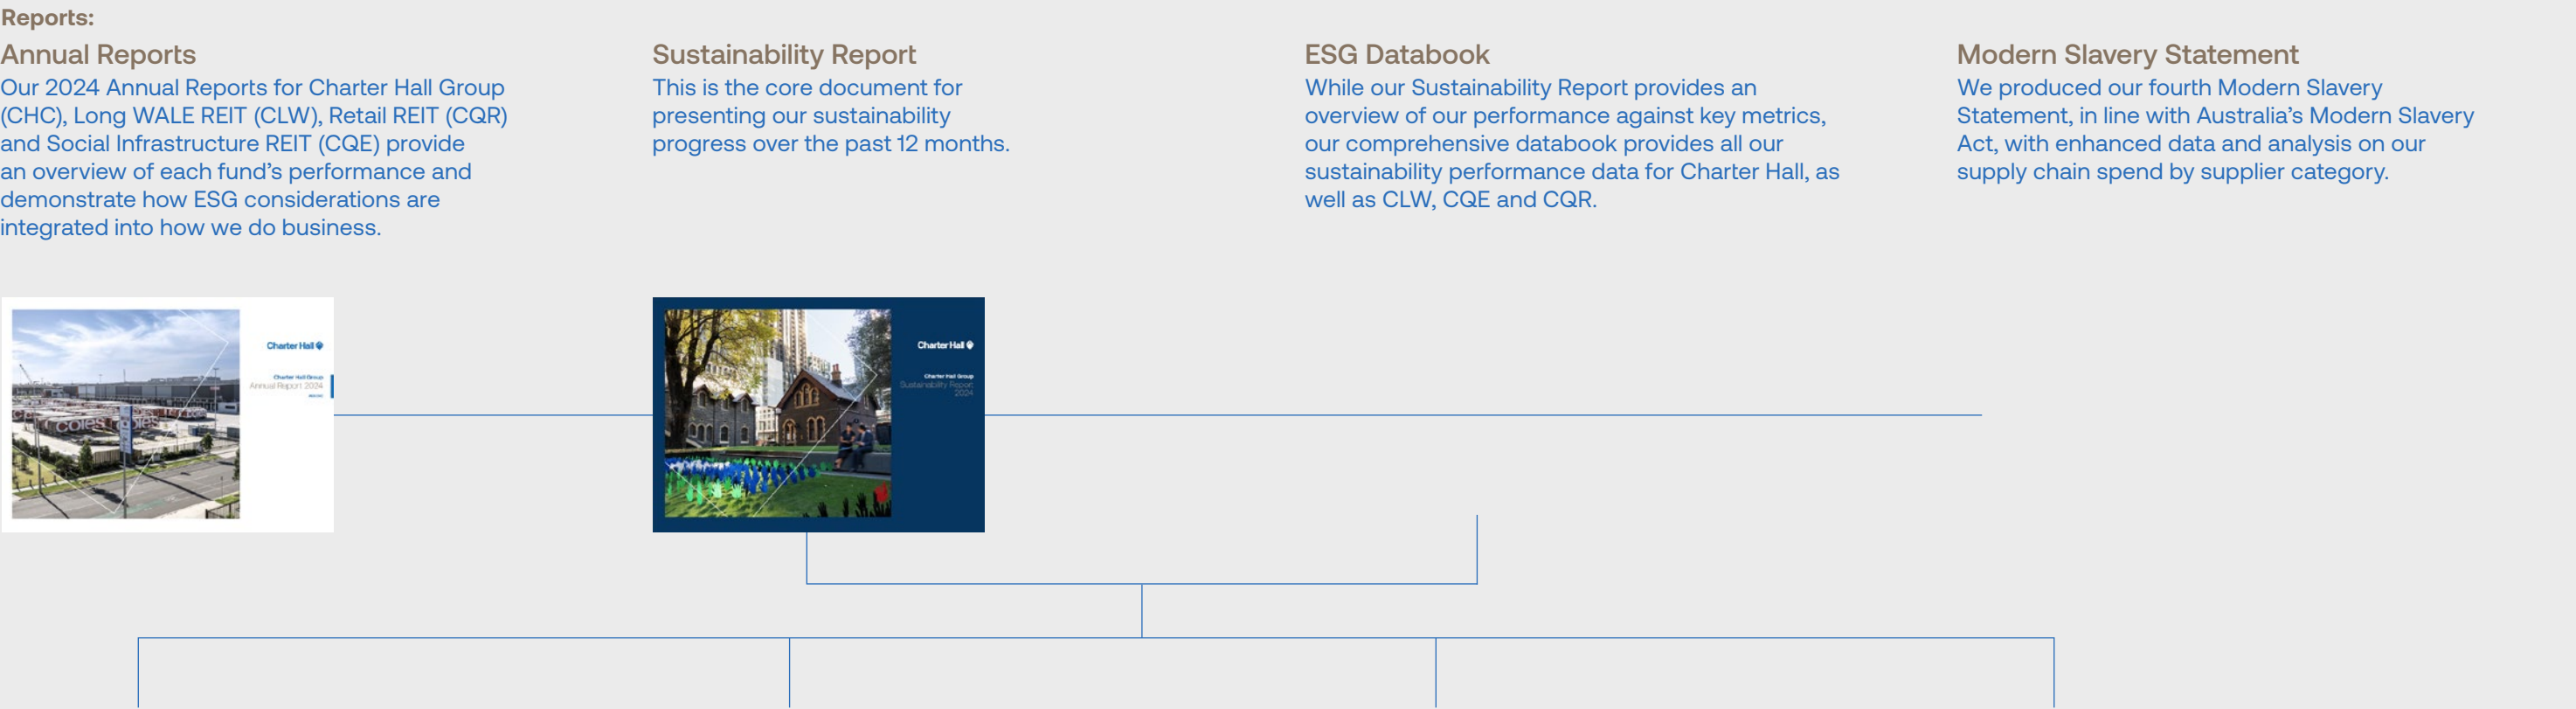 Reports:
Annual Reports
Our 2024 Annual Reports for Charter Hall Group
(CHC), Long WALE REIT (CLW), Retail REIT (CQR)
and Social Infrastructure REIT (CQE) provide
an overview of each fund’s performance and
demonstrate how ESG considerations are
integrated into how we do business.
Sustainability Report
This is the core document for
presenting our sustainability
progress over the past 12 months.
ESG Databook
While our Sustainability Report provides an
overview of our performance against key metrics,
our comprehensive databook provides all our
sustainability performance data for Charter Hall, as
well as CLW, CQE and CQR.
Modern Slavery Statement
We produced our fourth Modern Slavery
Statement, in line with Australia’s Modern Slavery
Act, with enhanced data and analysis on our
supply chain spend by supplier category.
Charter Hall
Charter Hall Group
Annual Report 2024
coles
Charter Hall
Charter Hall Group
Sustainability Report
2024